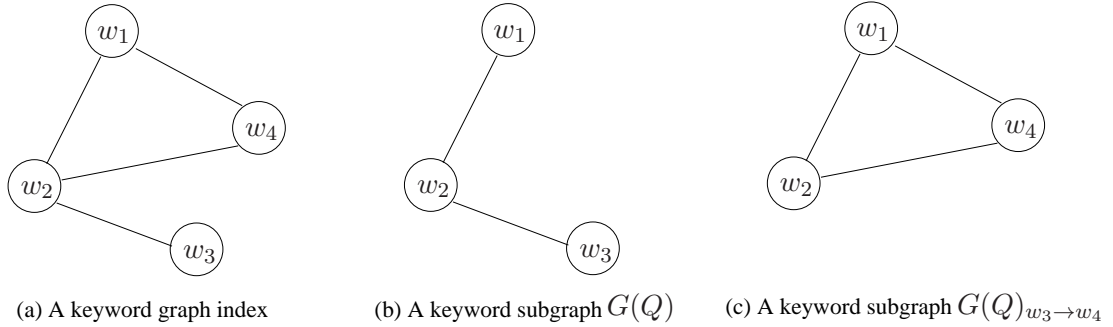 w1
w4
w2
w3
(a) A keyword graph index
w1
w2
w3
(b) A keyword subgraph G(Q)
w1
w4
w2
(c) A keyword subgraph G(Q)w3→w4